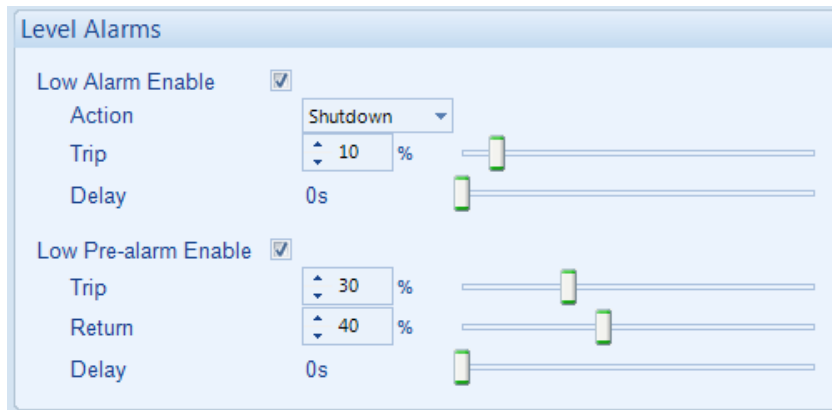 Level Alarms
Low Alarm Enable
Action Shutdown
Trip 10 %
Delay 0s
Low Pre-alarm Enable
Trip 30 %
Return 40 %
Delay 0s